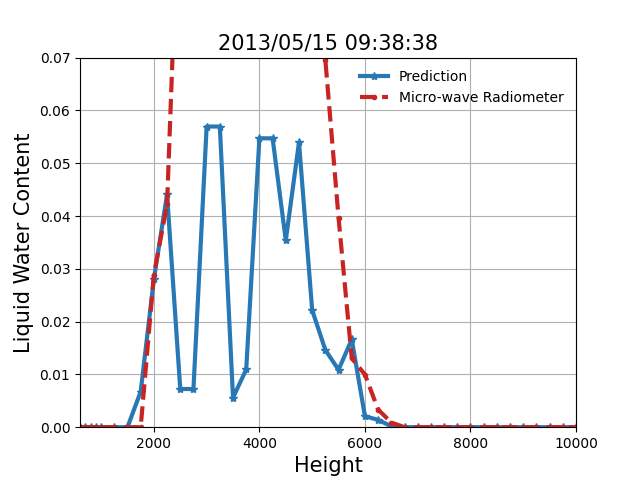 2013/05/15 09:38:38
Prediction
Micro-wave Radiometer
Liquid Water Content
0.07
0.06
0.05
0.04
0.03
0.02
0.01
0.00
2000 4000 6000 8000 10000
Height